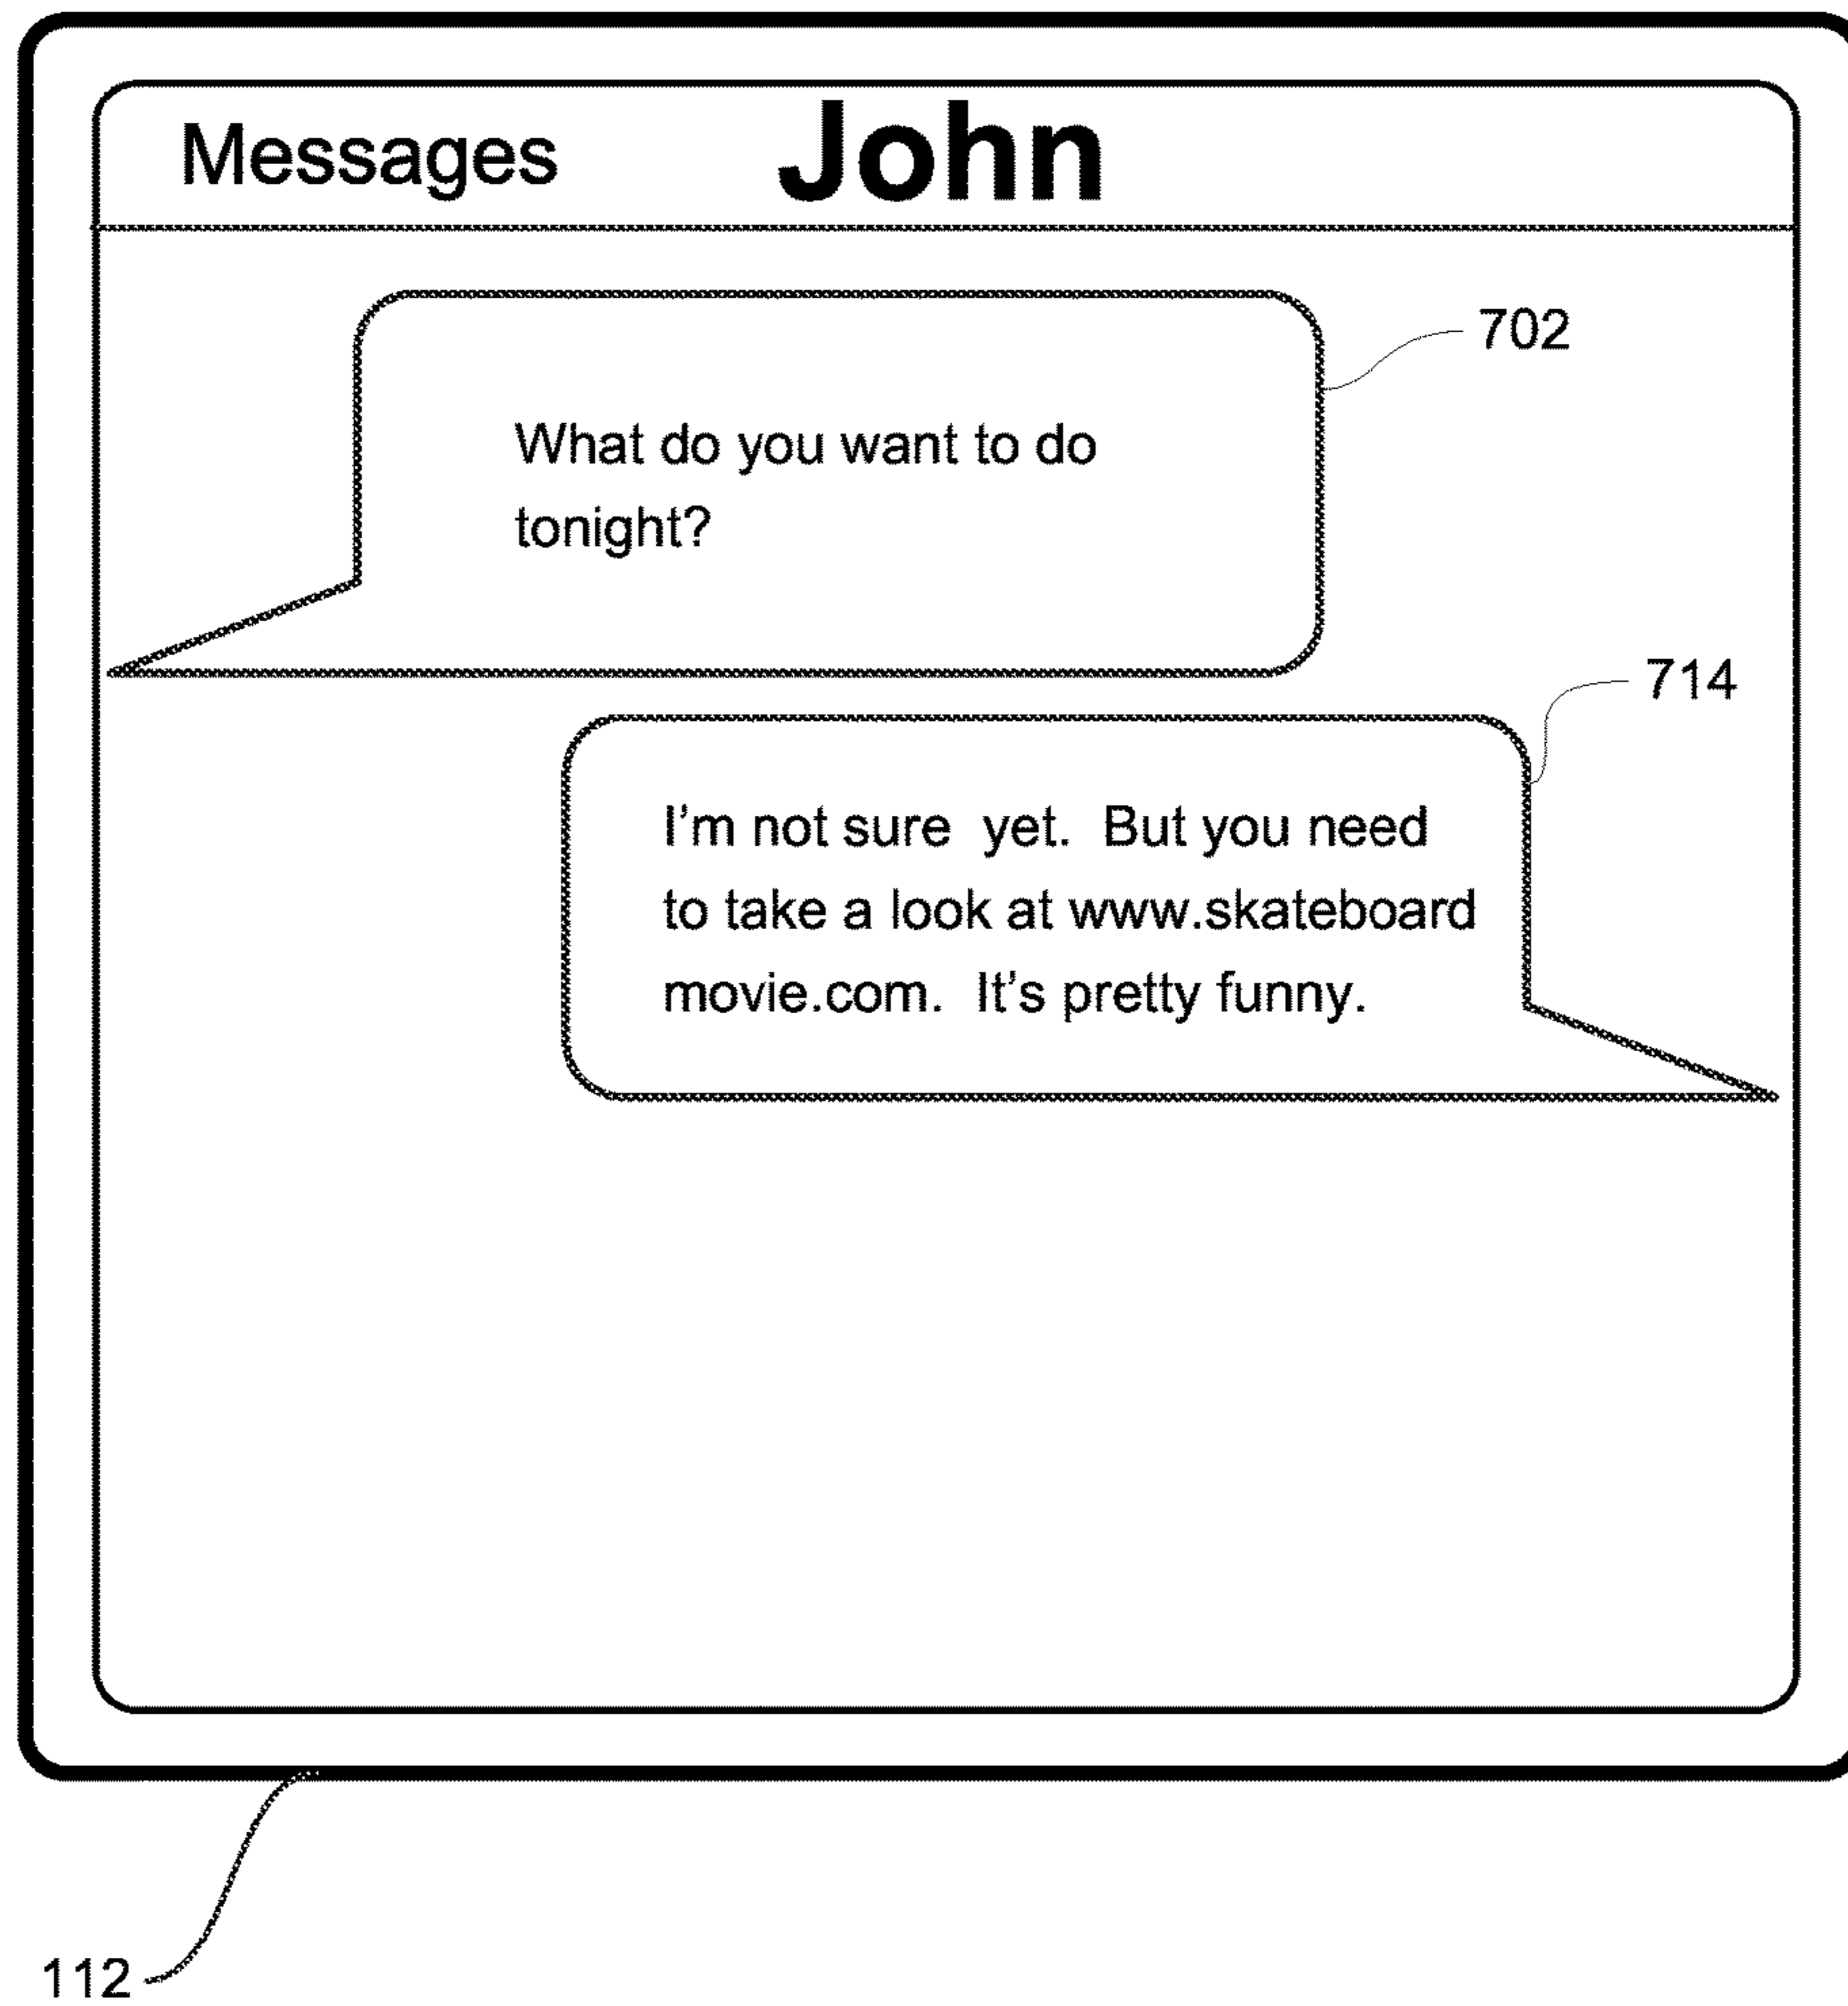 Messages John
702
What do you want to do
tonight?
714
I'm not sure  yet.  But you need
to take a look at www.skateboard
movie.com.  It's pretty funny.
112